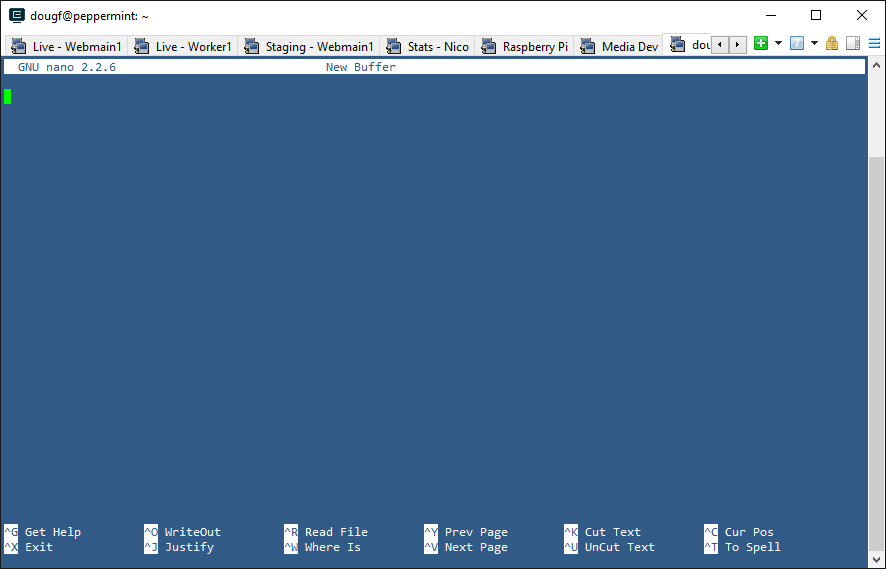 dougf@peppermint: ~
Live - Webmain1 Live - Worker1 Staging - Webmain1 Stats - Nico Raspberry Pi Media Dev dou
GNU nano 2.2.6 New Buffer
^G Get Help ^O WriteOut ^R Read File ^Y Prev Page ^K Cut Text ^C Cur Pos
^X Exit ^J Justify ^W Where Is ^V Next Page ^U UnCut Text ^T To Spell